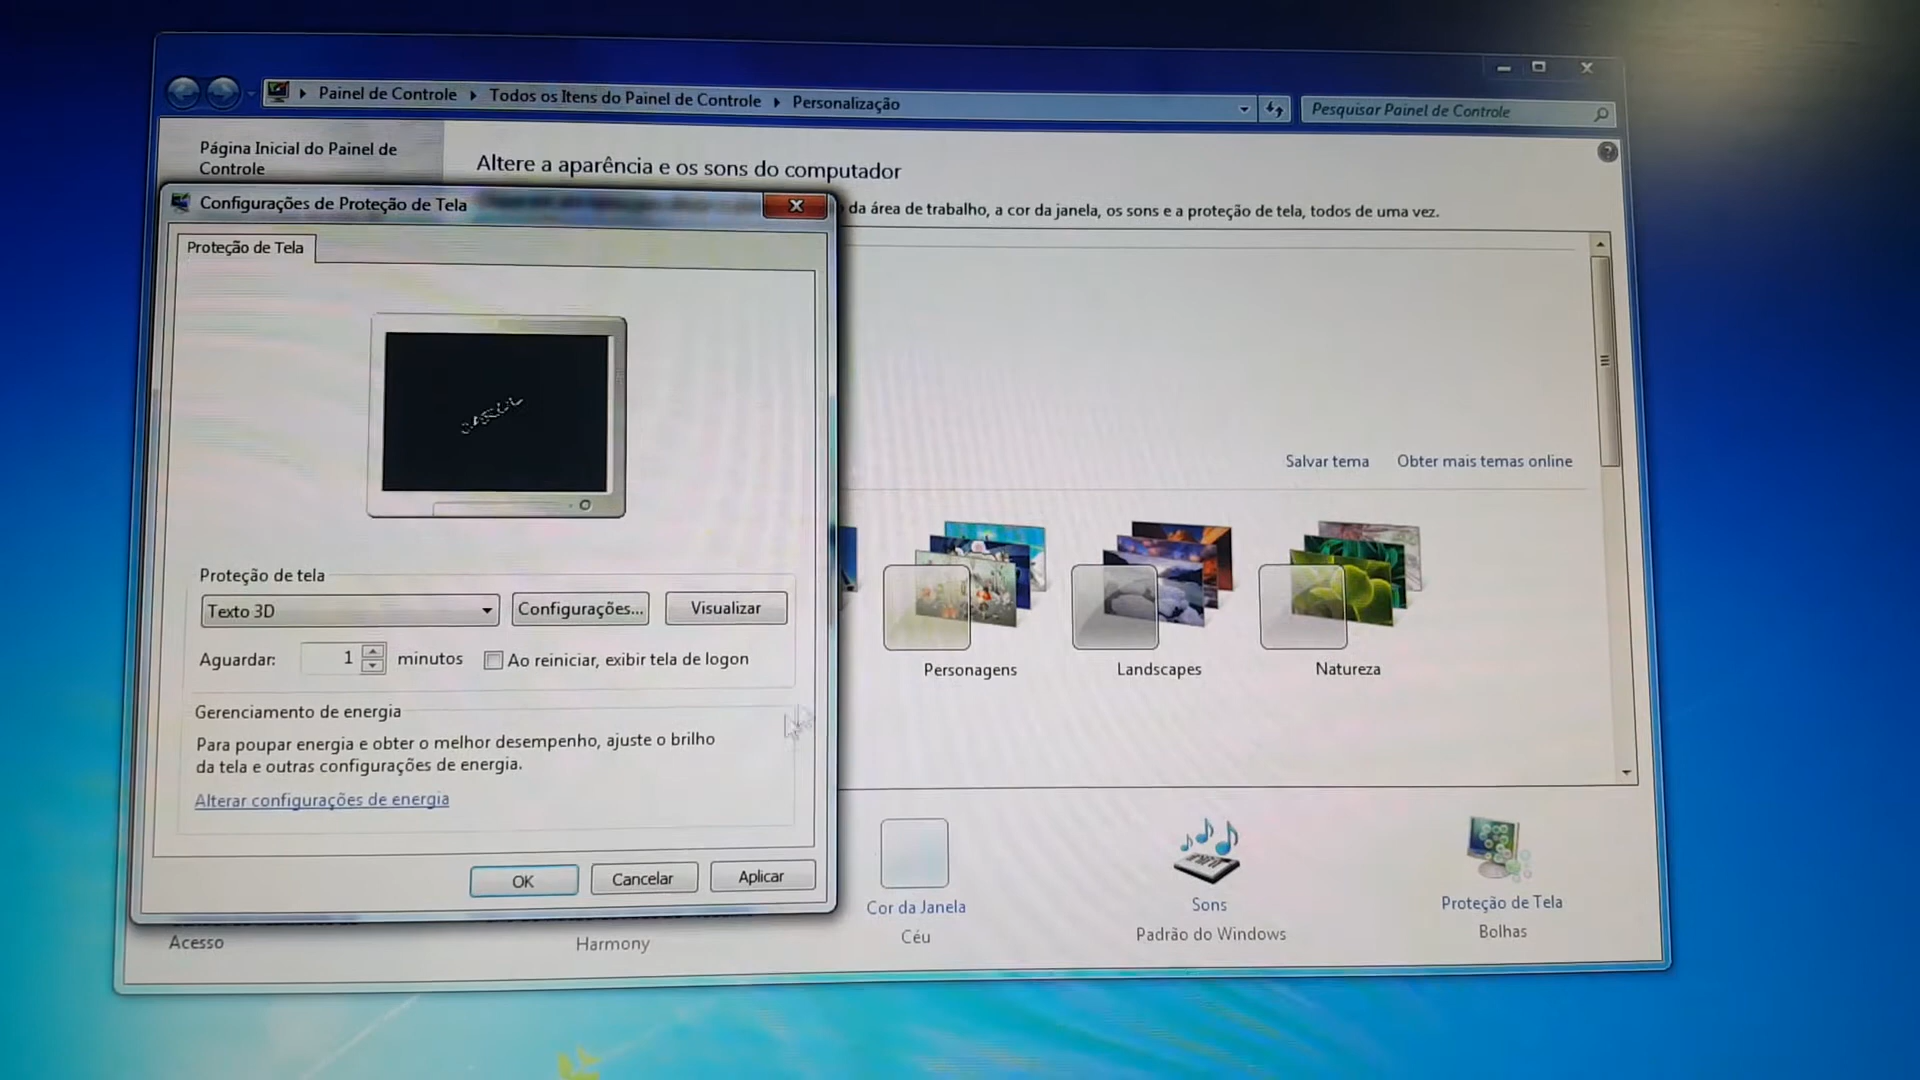 Painel de Controle
Todos os Itens do Painel de Controle
Personalização
Pesquisar Painel de Controle
Página Inicial do Painel de
Controle
Altere a aparência e os sons do computador
da área de trabalho, a cor da janela, os sons e a proteção de tela, todos de uma vez.
Configurações de Proteção de Tela
Proteção de Tela
Proteção de tela
Texto 3D
Configurações...
Visualizar
Aguardar:
1
minutos
Ao reiniciar, exibir tela de logon
Gerenciamento de energia
Para poupar energia e obter o melhor desempenho, ajuste o brilho
da tela e outras configurações de energia.
Alterar configurações de energia
OK
Cancelar
Aplicar
Salvar tema
Obter mais temas online
Personagens
Landscapes
Natureza
Acesso
Harmony
Cor da Janela
Céu
Sons
Padrão do Windows
Proteção de Tela
Bolhas